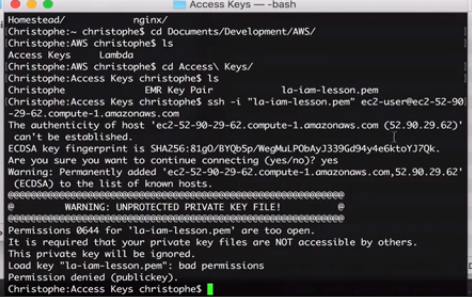 Access Keys — -bash
Homestead/ nginx/
[Christophe:~ christophe$ cd Documents/Development/AWS/
[Christophe:AWS christophe$ ls
Access Keys Lambda
[Christophe:AWS christophe$ cd Access\ Keys/
[Christophe:Access Keys christophe$ ls
Christophe EMR Key Pair la-iam-lesson.pem
[Christophe:Access Keys christophe$ ssh -i "la-iam-lesson.pem" ec2-user@ec2-52-90
-29-62.compute-1.amazonaws.com
The authenticity of host 'ec2-52-90-29-62.compute-1.amazonaws.com (52.90.29.62)'
can't be established.
ECDSA key fingerprint is SHA256:81gO/BYQb5p/WegMuLPObAyJ339Gd94y4e6ktoYJ7Qk.
Are you sure you want to continue connecting (yes/no)? yes
Warning: Permanently added 'ec2-52-90-29-62.compute-1.amazonaws.com,52.90.29.62'
(ECDSA) to the list of known hosts.
@@@@@@@@@@@@@@@@@@@@@@@@@@@@@@@@@@@@@@@@@@@@@@@@@@@@@@@@@@@
@ WARNING: UNPROTECTED PRIVATE KEY FILE! @
@@@@@@@@@@@@@@@@@@@@@@@@@@@@@@@@@@@@@@@@@@@@@@@@@@@@@@@@@@@
Permissions 0644 for 'la-iam-lesson.pem' are too open.
It is required that your private key files are NOT accessible by others.
This private key will be ignored.
Load key "la-iam-lesson.pem": bad permissions
Permission denied (publickey).
Christophe:Access Keys christophe$